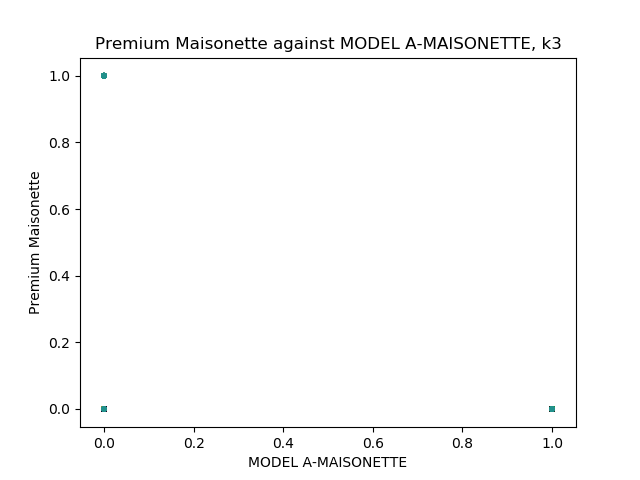 Premium Maisonette against MODEL A-MAISONETTE, k3
Premium Maisonette
1.0
0.8
0.6
0.4
0.2
0.0
0.0 0.2 0.4 0.6 0.8 1.0
MODEL A-MAISONETTE